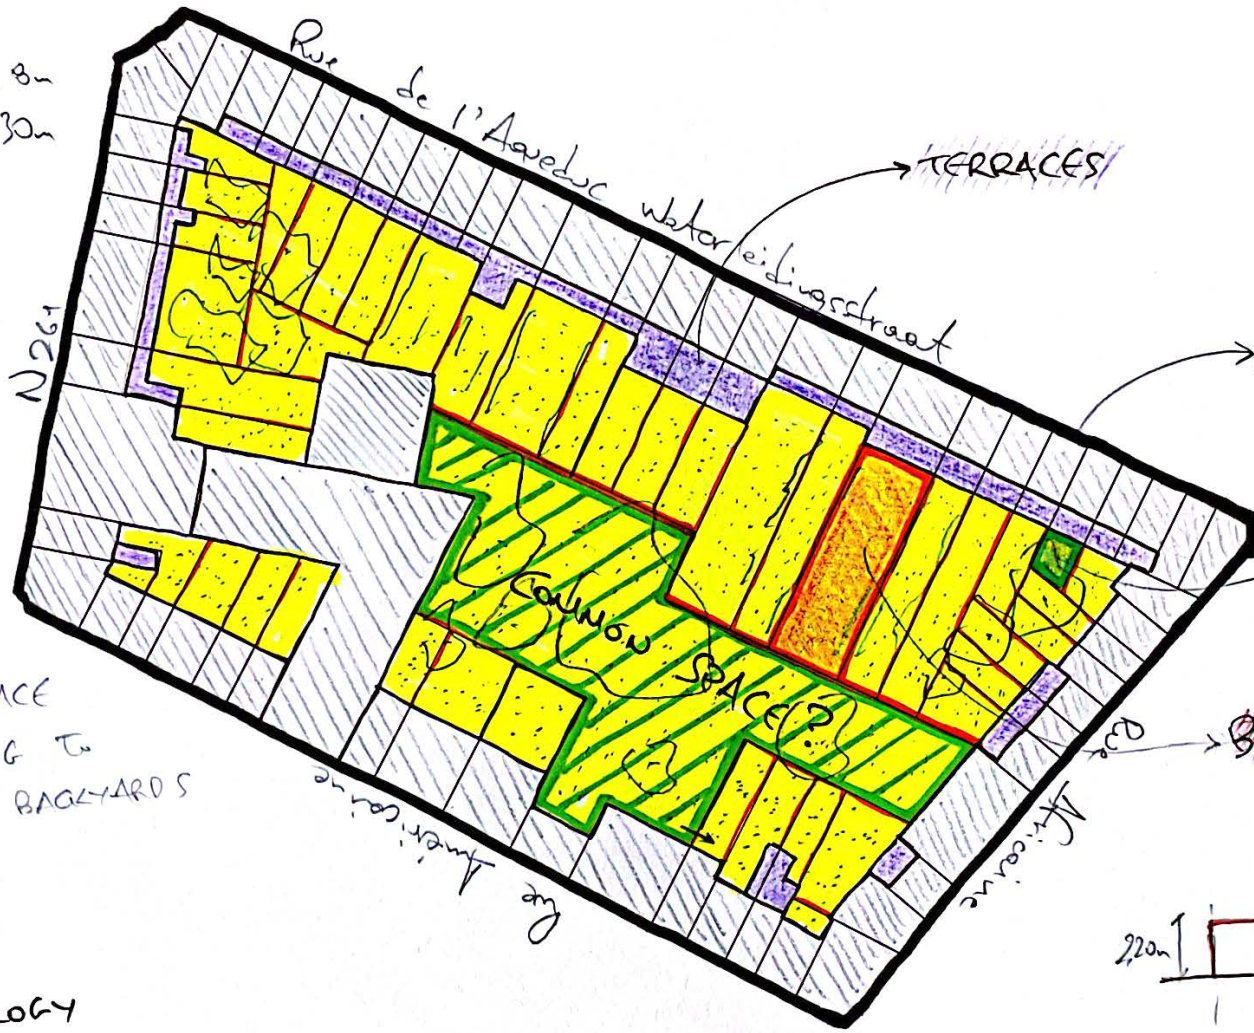 8m
30m
Rue de l'Aqueduc Waterleidingsstraat
TERRACES
N261
COMMON SPACE?
ACE
G TO
BACKYARDS
Rue Américaine
Rue Africaine
B
2,20m
LOGY